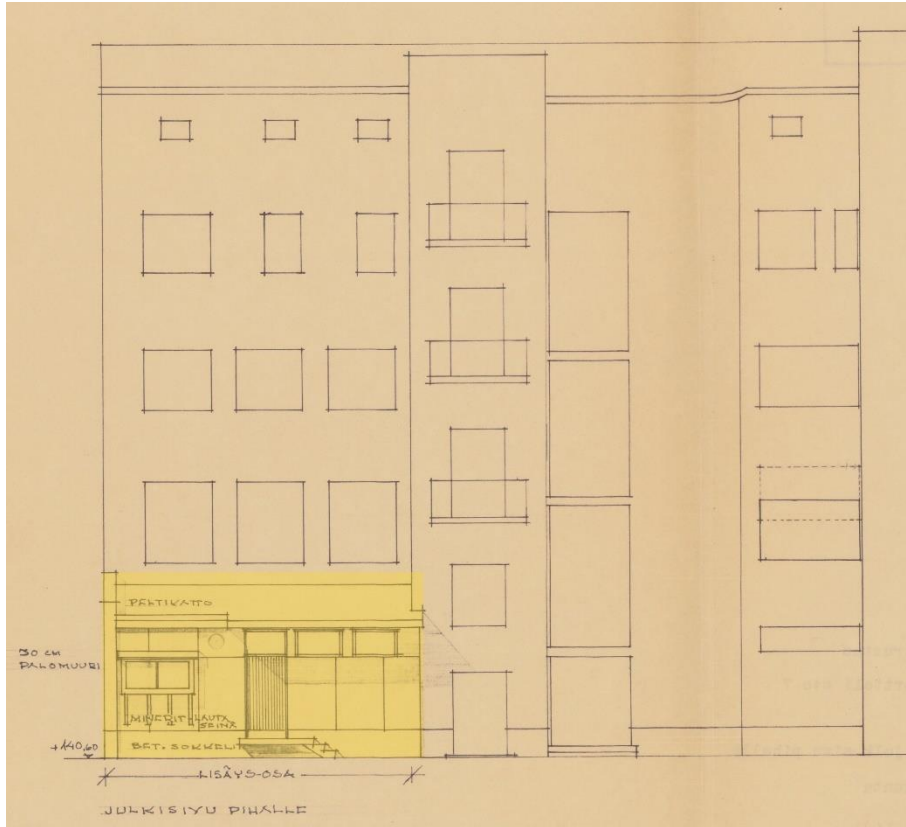 PELTIKATTO
30 CM
PALOMUURI
MINERIT-LAUTA
SEINÄ
+140,60
BET. SOKKELI
LISÄYS-OSA
JULKISIVU PIHALLE